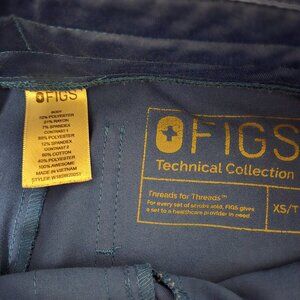 FIGS
BODY
72% POLYESTER
21% RAYON
7% SPANDEX
CONTRAST 1
88% POLYESTER
12% SPANDEX
CONTRAST 2
60% COTTON
40% POLYESTER
100% AWESOME
MADE IN VIETNAM
FIGS
Technical Collection
Threads for Threads™
For every set of scrubs sold, FIGS gives
a set to a healthcare provider in need.
XS/T